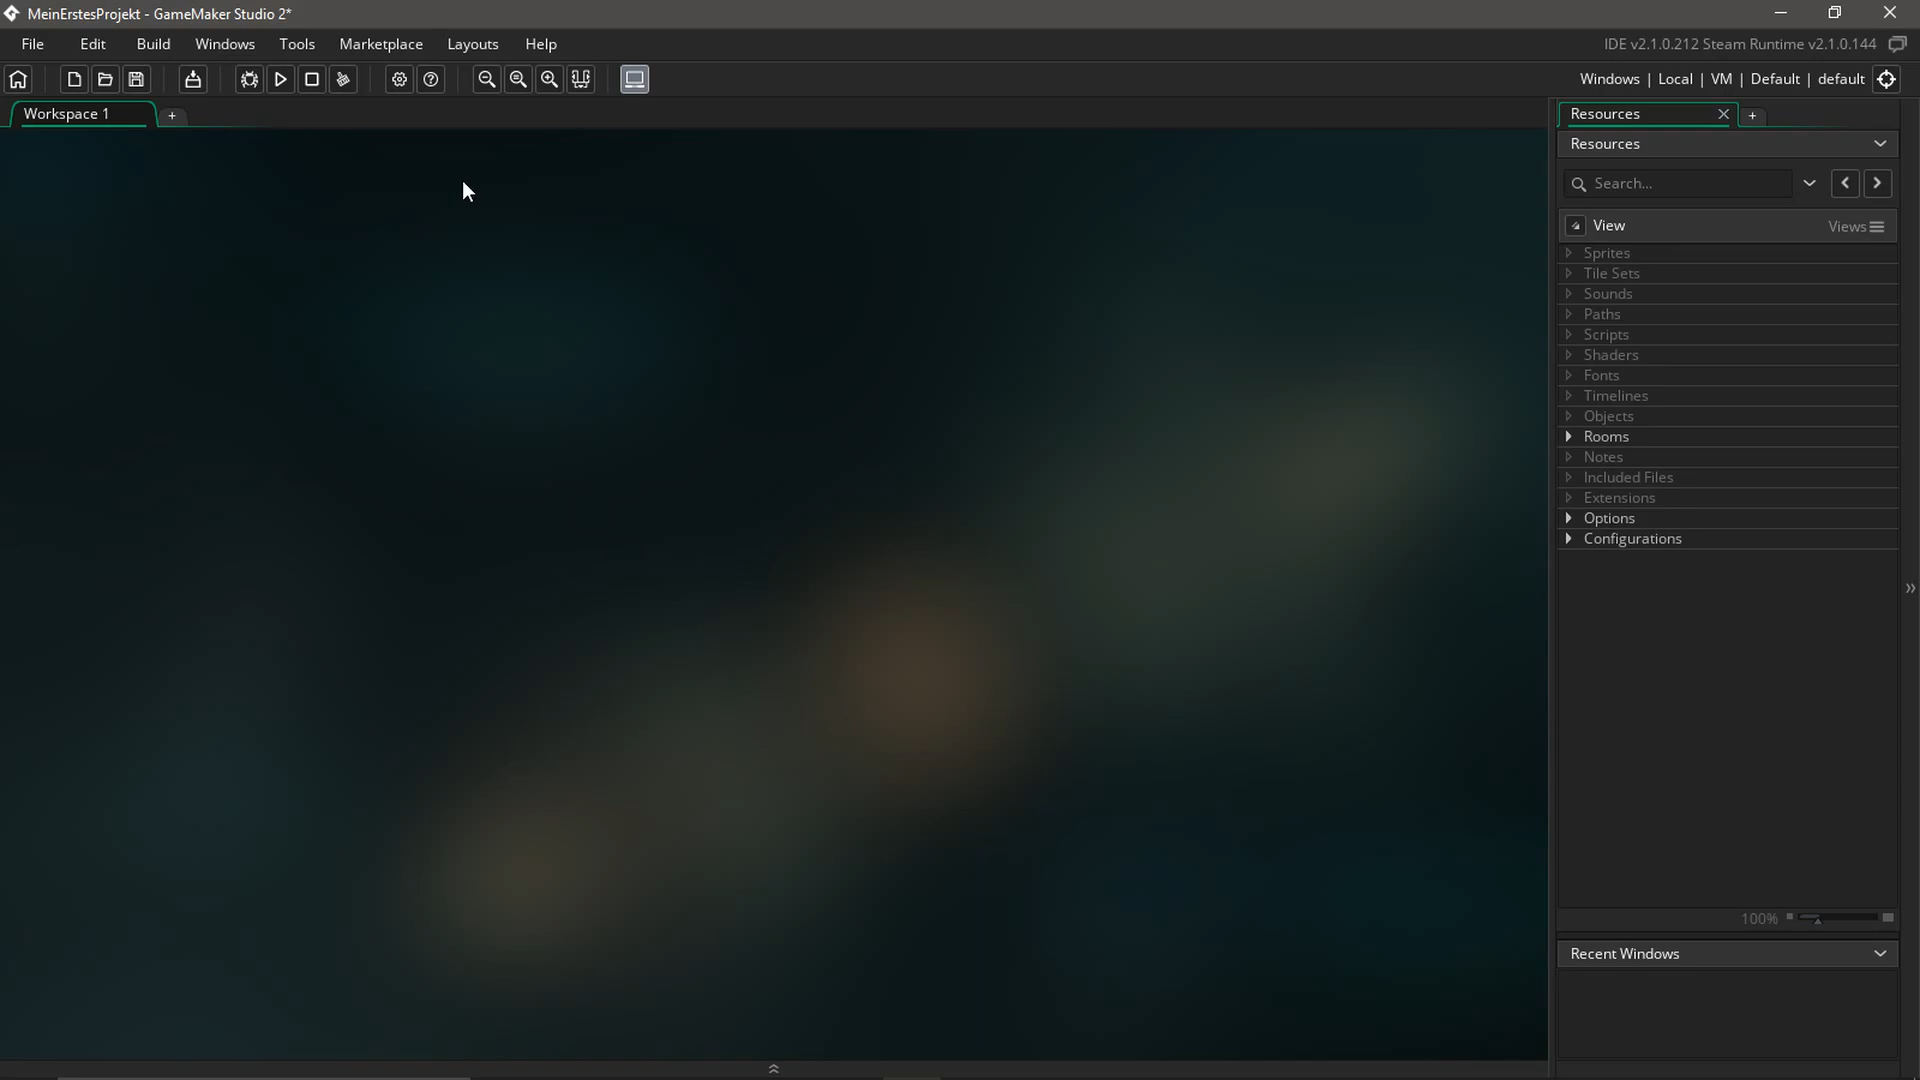 MeinErstesProjekt - GameMaker Studio 2*
File Edit Build Windows Tools Marketplace Layouts Help
IDE v2.1.0.212 Steam Runtime v2.1.0.144
Windows | Local | VM | Default | default
Workspace 1 +
Resources +
Resources
Search...
View Views
Sprites
Tile Sets
Sounds
Paths
Scripts
Shaders
Fonts
Timelines
Objects
Rooms
Notes
Included Files
Extensions
Options
Configurations
100%
Recent Windows